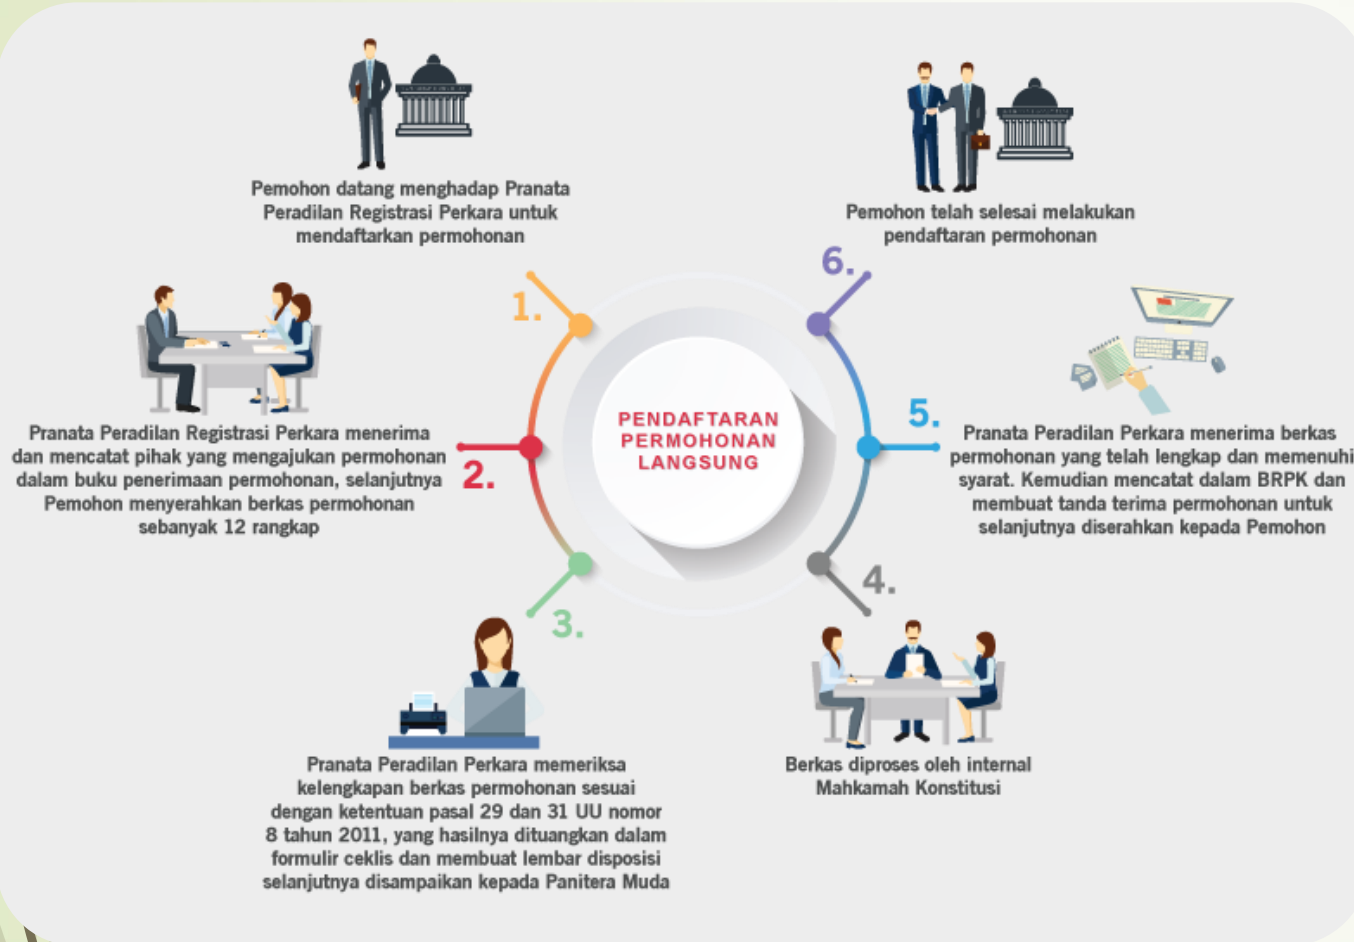 PENDAFTARAN
PERMOHONAN
LANGSUNG
1.
Pemohon datang menghadap Pranata
Peradilan Registrasi Perkara untuk
mendaftarkan permohonan
2.
Pranata Peradilan Registrasi Perkara menerima
dan mencatat pihak yang mengajukan permohonan
dalam buku penerimaan permohonan, selanjutnya
Pemohon menyerahkan berkas permohonan
sebanyak 12 rangkap
3.
Pranata Peradilan Perkara memeriksa
kelengkapan berkas permohonan sesuai
dengan ketentuan pasal 29 dan 31 UU nomor
8 tahun 2011, yang hasilnya dituangkan dalam
formulir ceklis dan membuat lembar disposisi
selanjutnya disampaikan kepada Panitera Muda
4.
Berkas diproses oleh internal
Mahkamah Konstitusi
5.
Pranata Peradilan Perkara menerima berkas
permohonan yang telah lengkap dan memenuhi
syarat. Kemudian mencatat dalam BRPK dan
membuat tanda terima permohonan untuk
selanjutnya diserahkan kepada Pemohon
6.
Pemohon telah selesai melakukan
pendaftaran permohonan